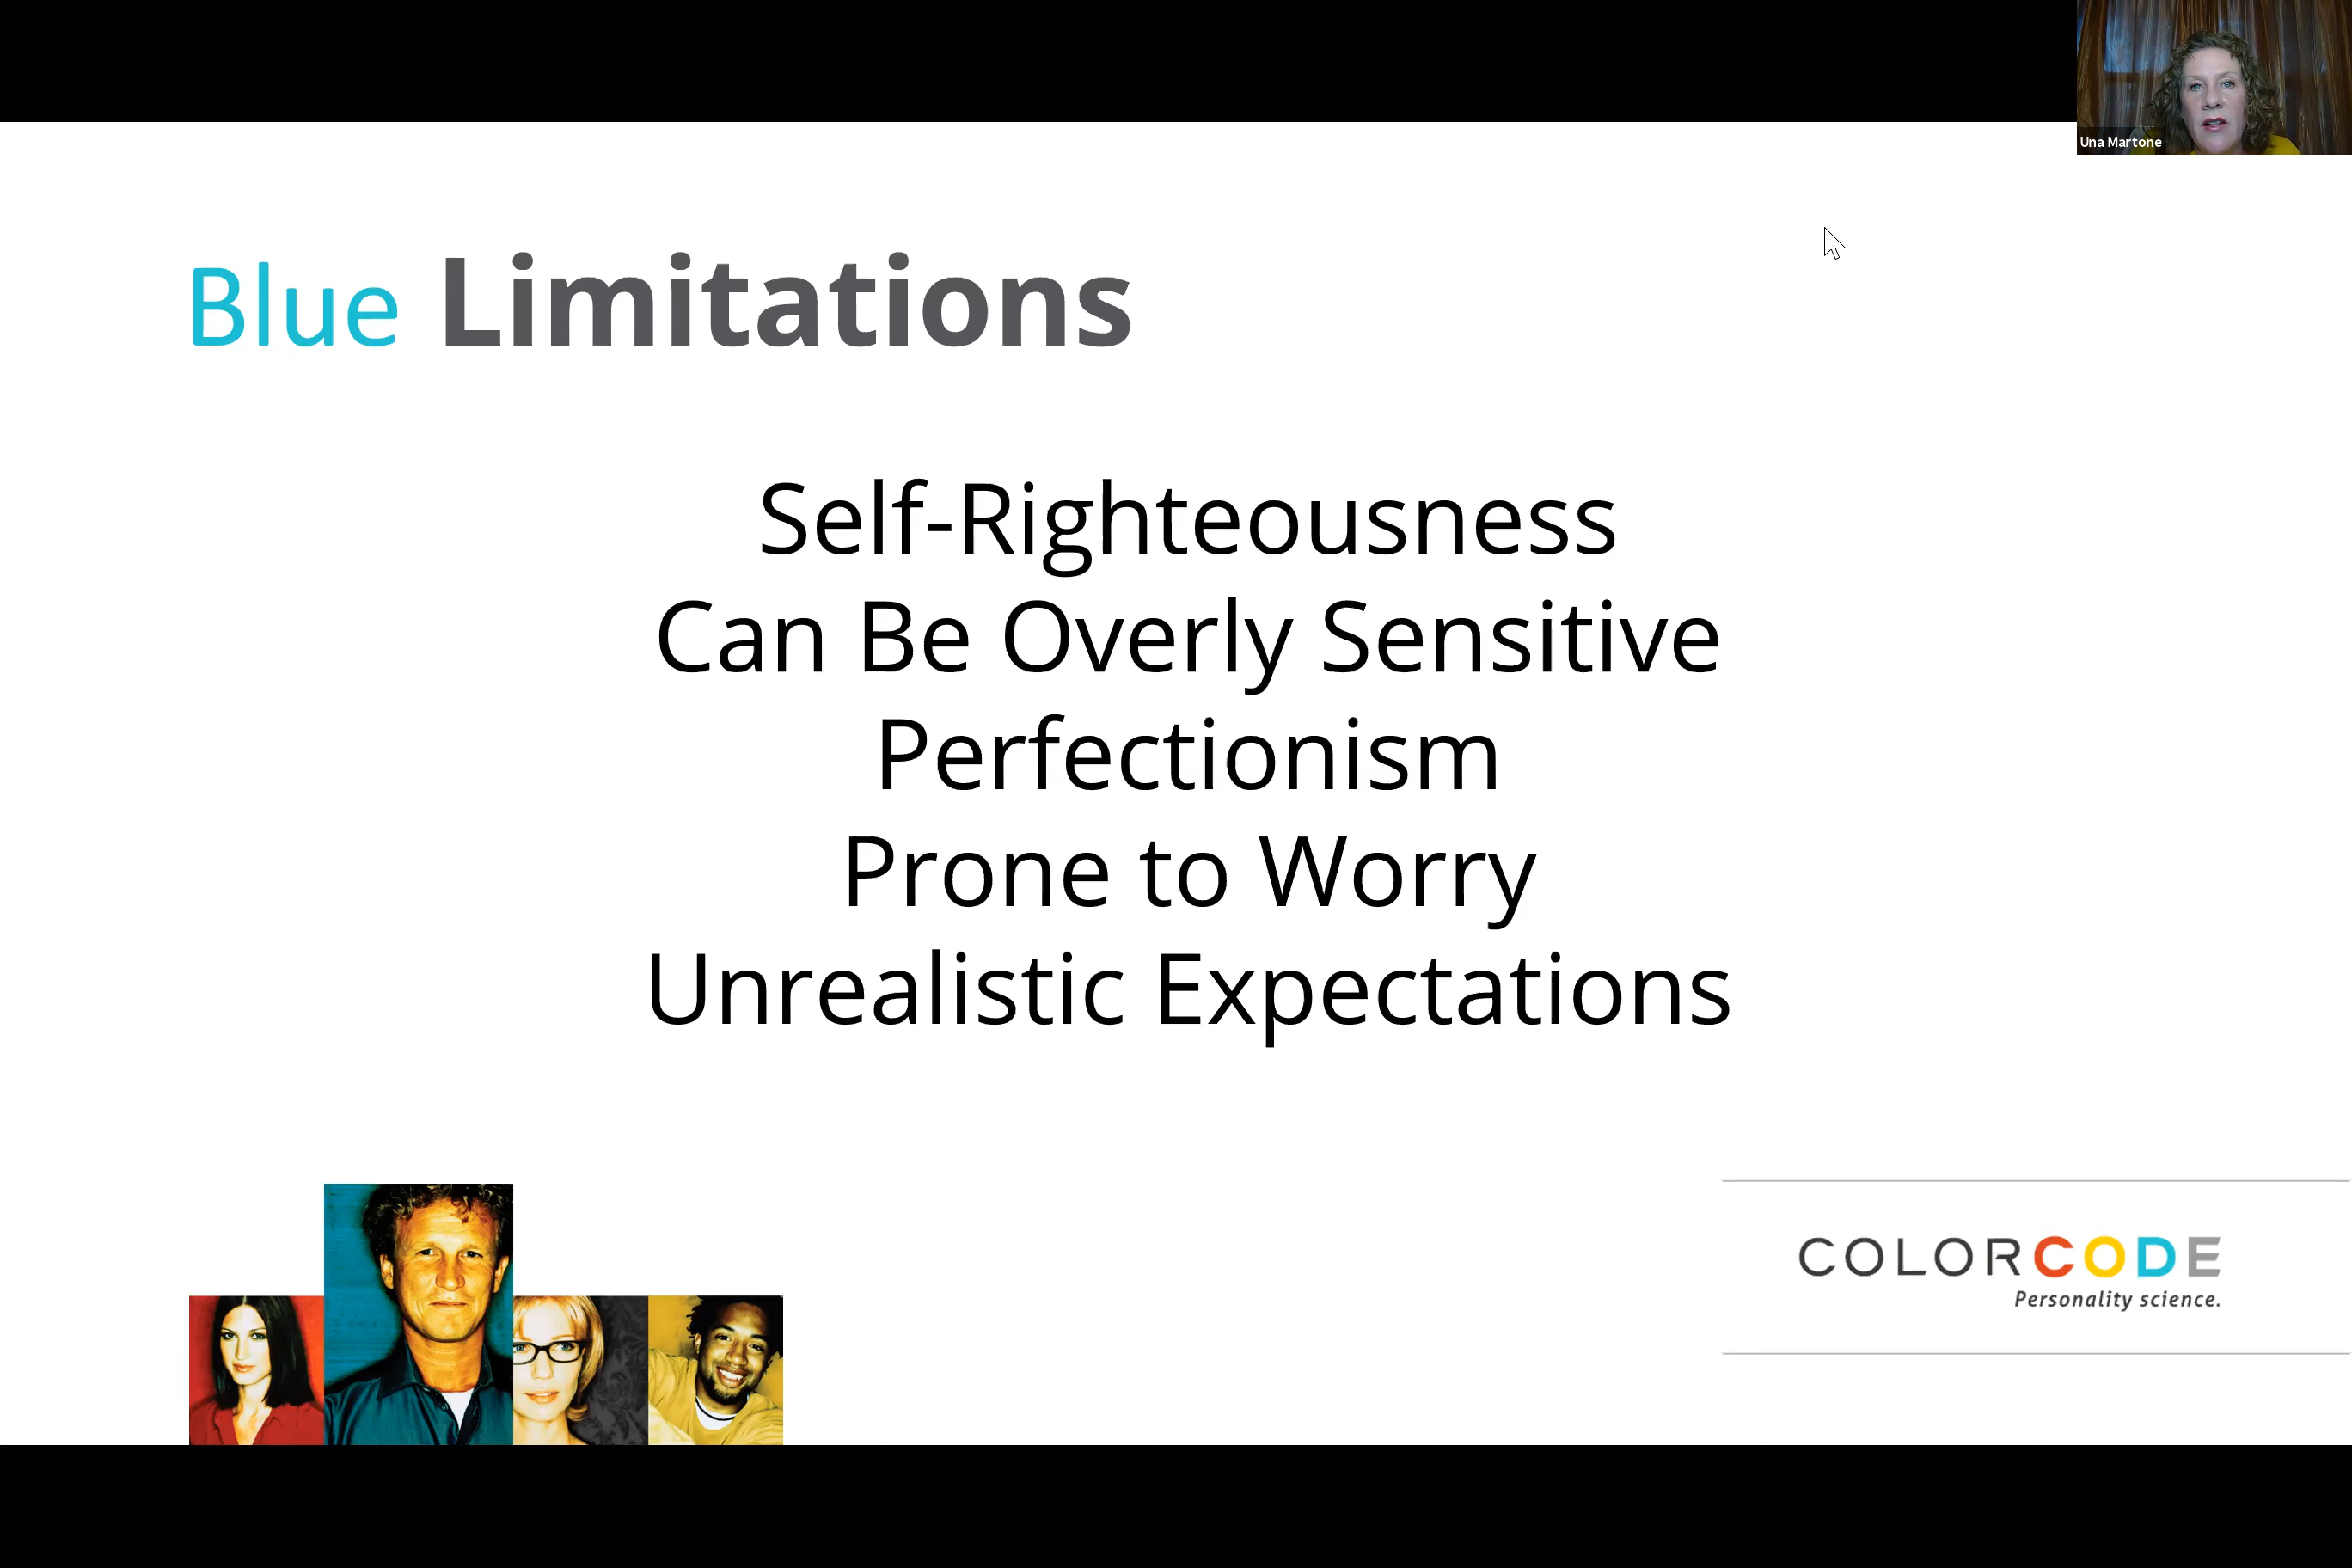 Una Martone
Blue Limitations
Self-Righteousness
Can Be Overly Sensitive
Perfectionism
Prone to Worry
Unrealistic Expectations
COLORCODE
Personality science.